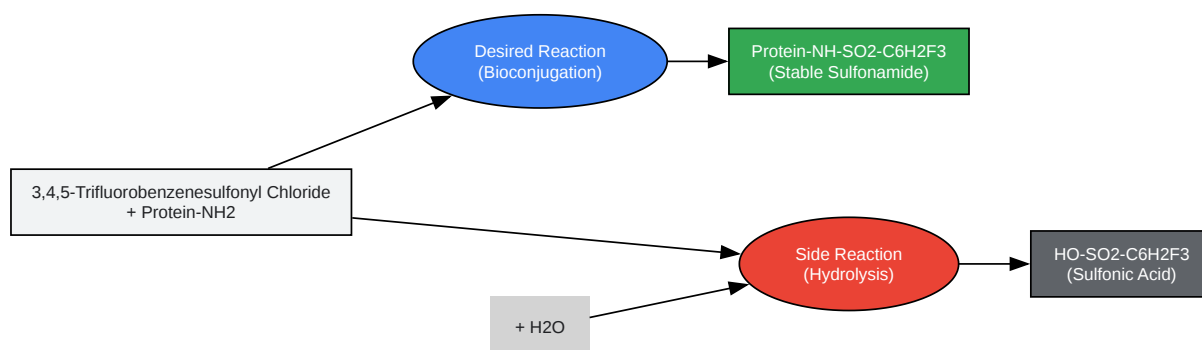 Desired Reaction
(Bioconjugation)
Protein-NH-SO2-C6H2F3
(Stable Sulfonamide)
3,4,5-Trifluorobenzenesulfonyl Chloride
+ Protein-NH2
Side Reaction
(Hydrolysis)
HO-SO2-C6H2F3
(Sulfonic Acid)
+ H2O